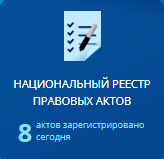 НАЦИОНАЛЬНЫЙ РЕЕСТР
ПРАВОВЫХ АКТОВ
8 актов зарегистрировано
сегодня